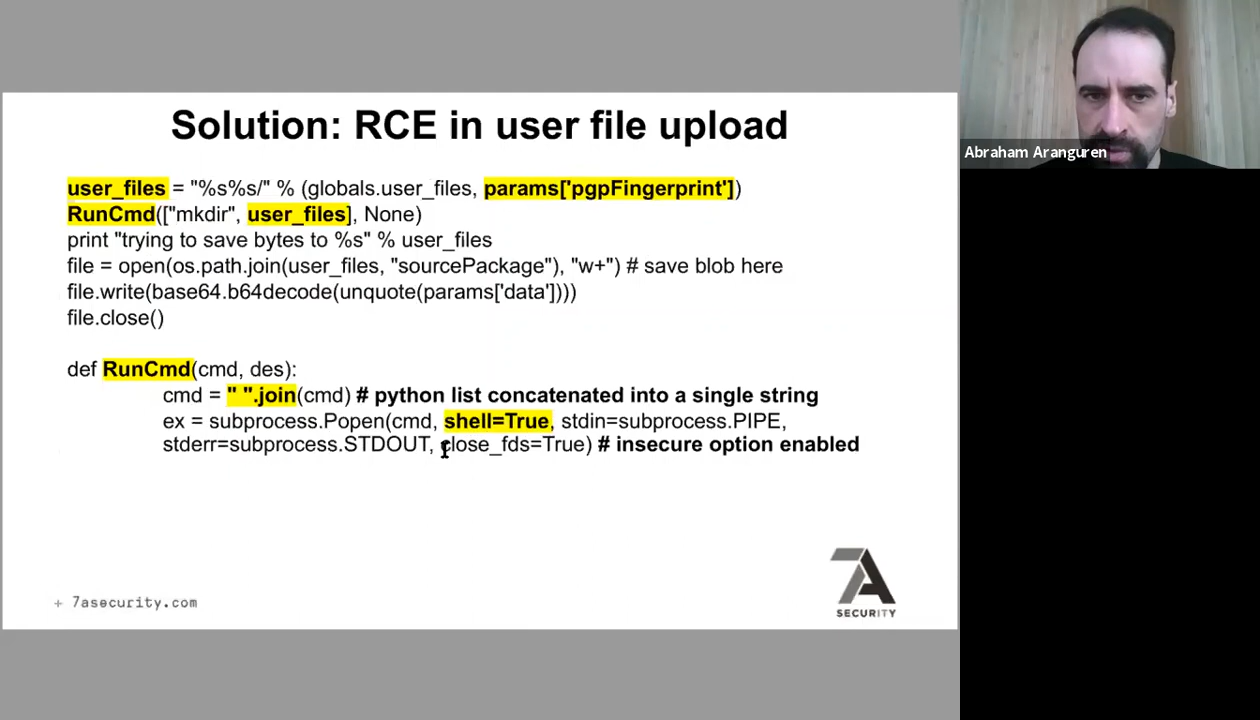 Solution: RCE in user file upload
user_files = "%s%s/" % (globals.user_files, params['pgpFingerprint'])
RunCmd(["mkdir", user_files], None)
print "trying to save bytes to %s" % user_files
file = open(os.path.join(user_files, "sourcePackage"), "w+") # save blob here
file.write(base64.b64decode(unquote(params['data'])))
file.close()
def RunCmd(cmd, des):
cmd = " ".join(cmd) # python list concatenated into a single string
ex = subprocess.Popen(cmd, shell=True, stdin=subprocess.PIPE,
stderr=subprocess.STDOUT, close_fds=True) # insecure option enabled
+ 7asecurity.com
7A
SECURITY
Abraham Aranguren